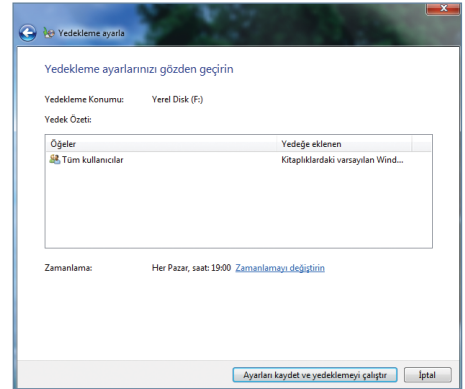 Yedekleme ayarla
Yedekleme ayarlarınızı gözden geçirin
Yedekleme Konumu: Yerel Disk (F:)
Yedek Özeti:
Öğeler Yedeğe eklenen
Tüm kullanıcılar Kitaplıklardaki varsayılan Wind...
Zamanlama: Her Pazar, saat: 19:00 Zamanlamayı değiştirin
Ayarları kaydet ve yedeklemeyi çalıştır İptal